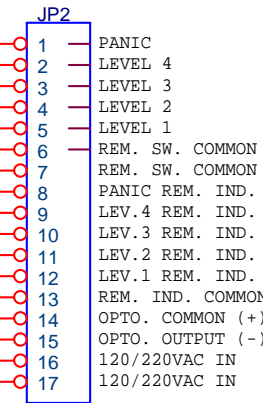 JP2
1 PANIC
2 LEVEL 4
3 LEVEL 3
4 LEVEL 2
5 LEVEL 1
6 REM. SW. COMMON
7 REM. SW. COMMON
8 PANIC REM. IND.
9 LEV.4 REM. IND.
10 LEV.3 REM. IND.
11 LEV.2 REM. IND.
12 LEV.1 REM. IND.
13 REM. IND. COMMON
14 OPTO. COMMON (+)
15 OPTO. OUTPUT (-)
16 120/220VAC IN
17 120/220VAC IN